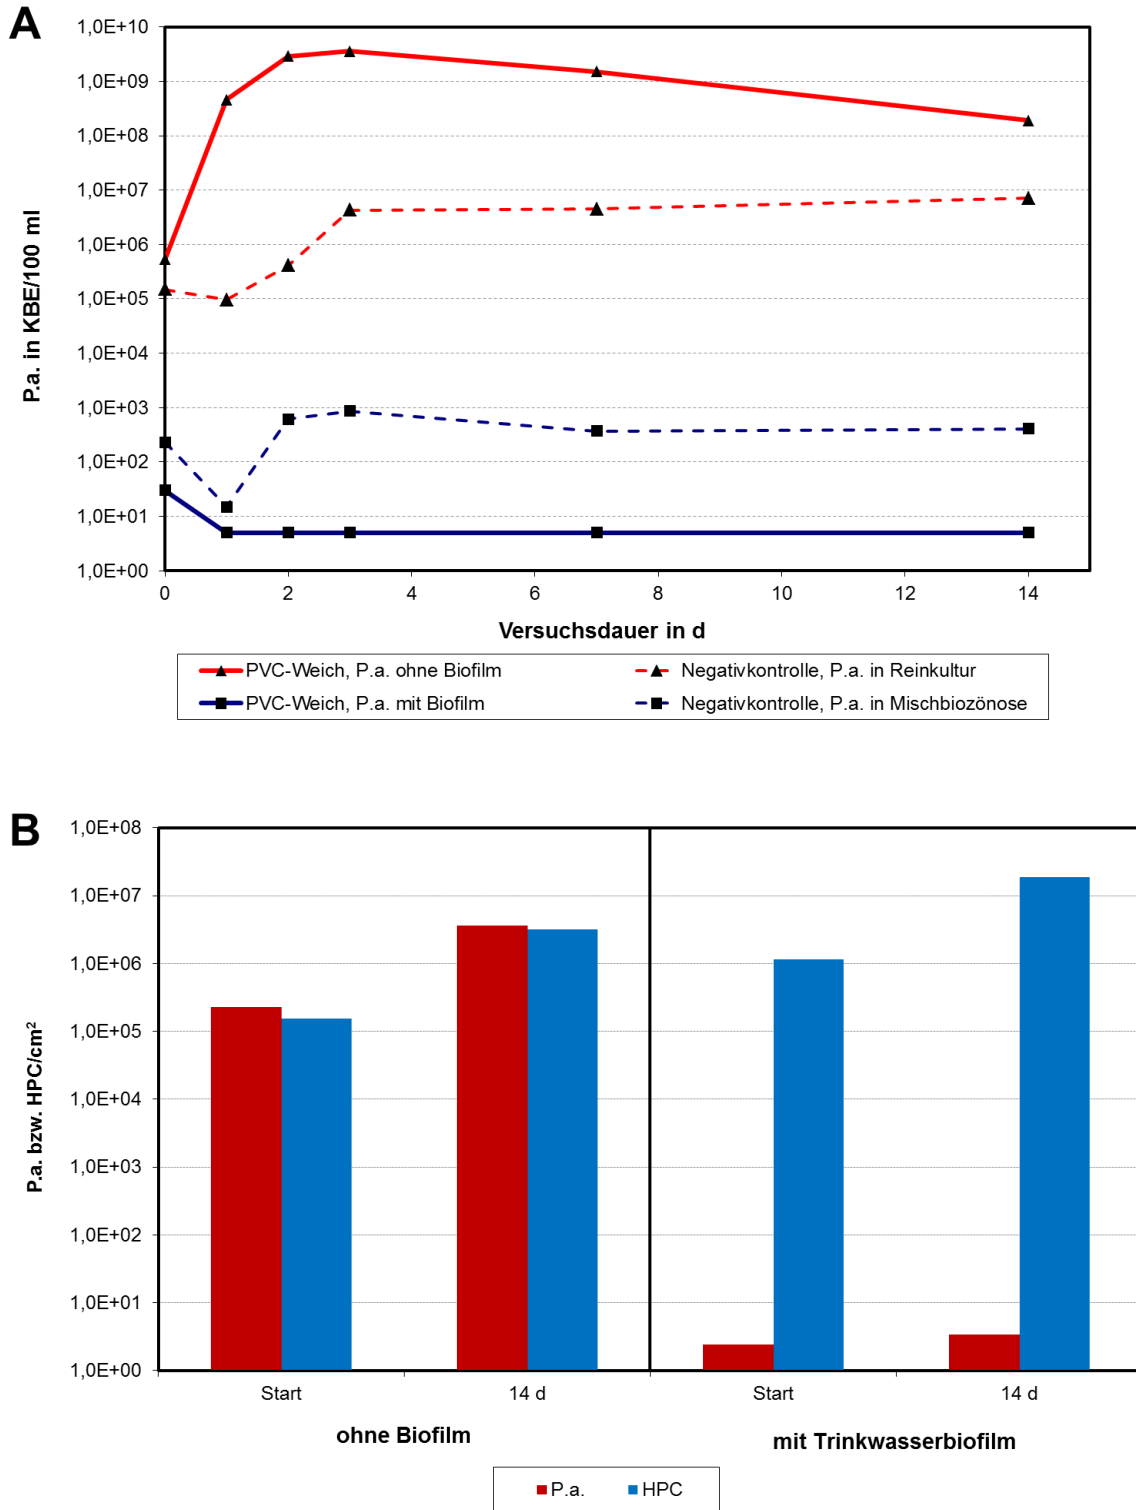 A
1,0E+10
1,0E+09
1,0E+08
1,0E+07
1,0E+06
1,0E+05
1,0E+04
1,0E+03
1,0E+02
1,0E+01
1,0E+00
P.a. in KBE/100 ml
0 2 4 6 8 10 12 14
Versuchsdauer in d
PVC-Weich, P.a. ohne Biofilm Negativkontrolle, P.a. in Reinkultur
PVC-Weich, P.a. mit Biofilm Negativkontrolle, P.a. in Mischbiozönose
B
1,0E+08
1,0E+07
1,0E+06
1,0E+05
1,0E+04
1,0E+03
1,0E+02
1,0E+01
1,0E+00
P.a. bzw. HPC/cm²
Start 14 d Start 14 d
ohne Biofilm mit Trinkwasserbiofilm
P.a. HPC